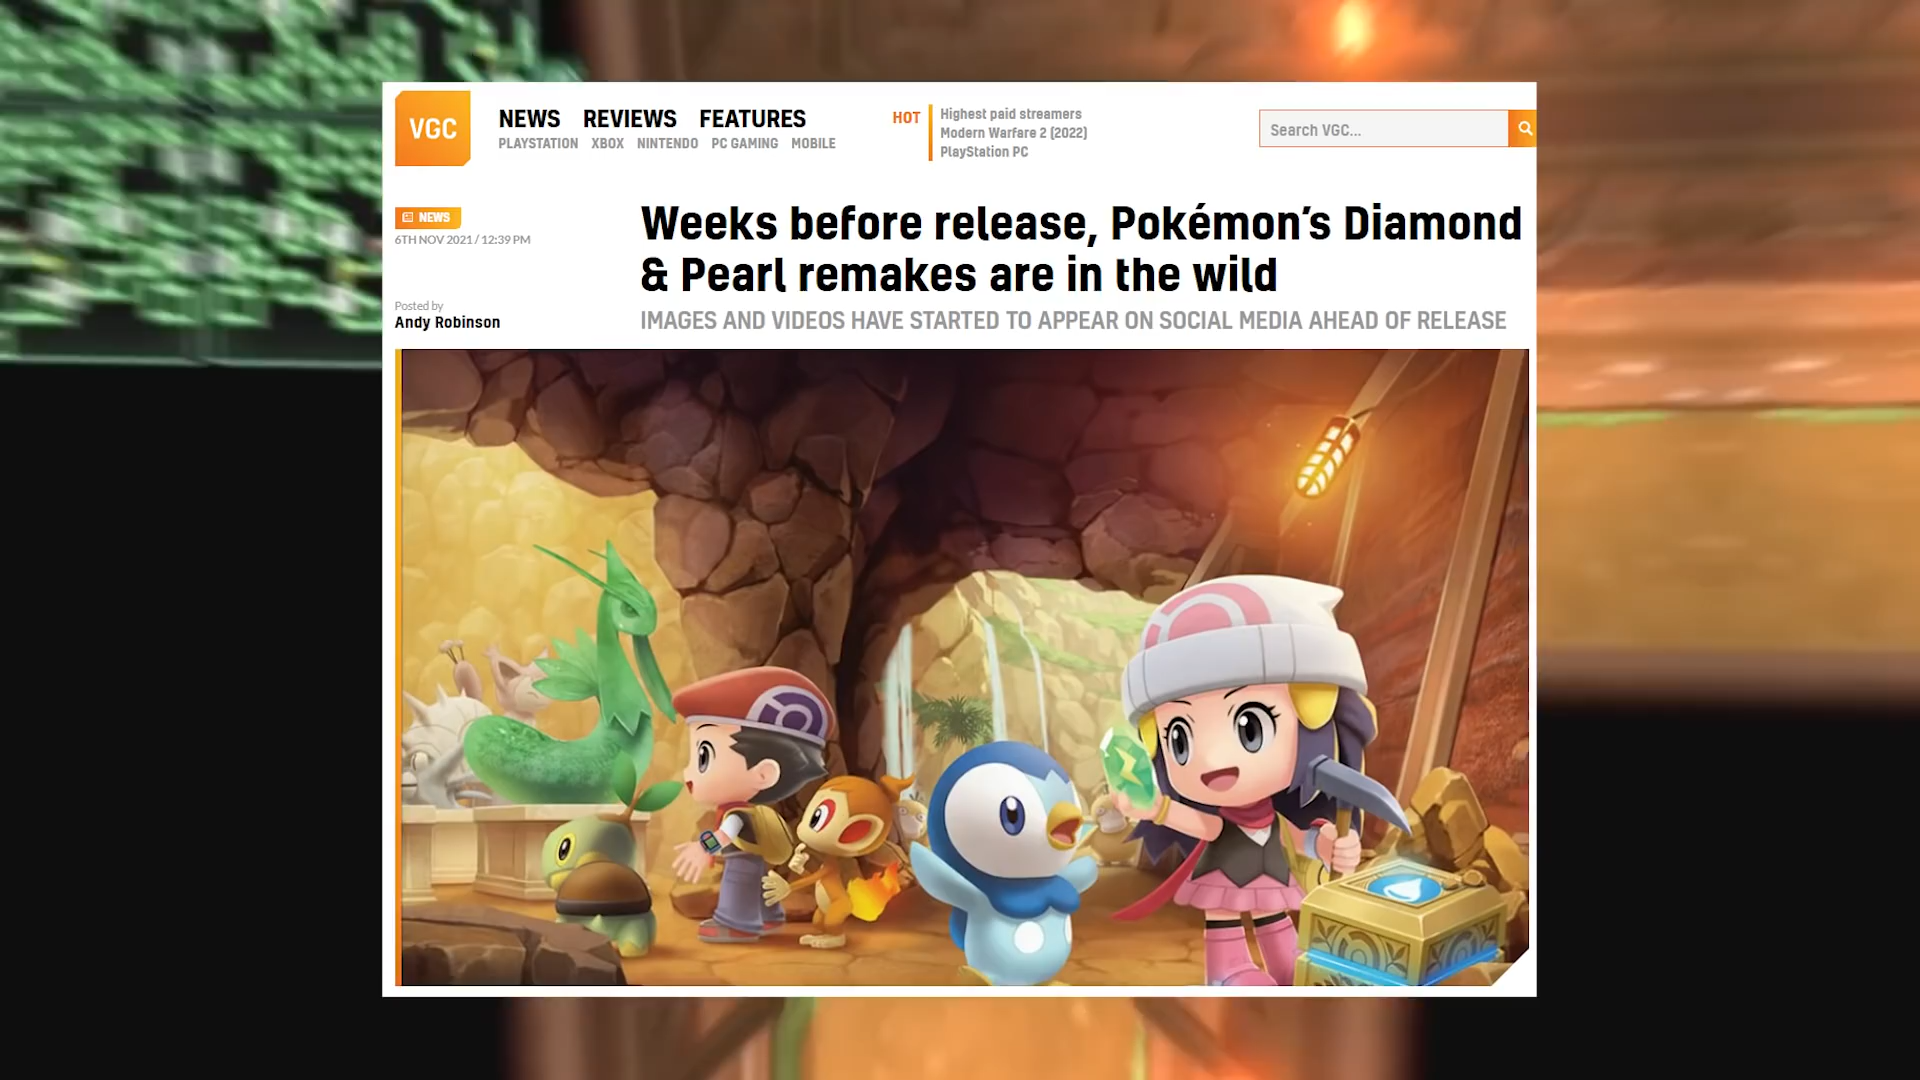 VGC
NEWS REVIEWS FEATURES
PLAYSTATION XBOX NINTENDO PC GAMING MOBILE
HOT
Highest paid streamers
Modern Warfare 2 [2022]
PlayStation PC
Search VGC...
NEWS
6TH NOV 2021 / 12:39 PM
Posted by
Andy Robinson
Weeks before release, Pokémon's Diamond
& Pearl remakes are in the wild
IMAGES AND VIDEOS HAVE STARTED TO APPEAR ON SOCIAL MEDIA AHEAD OF RELEASE